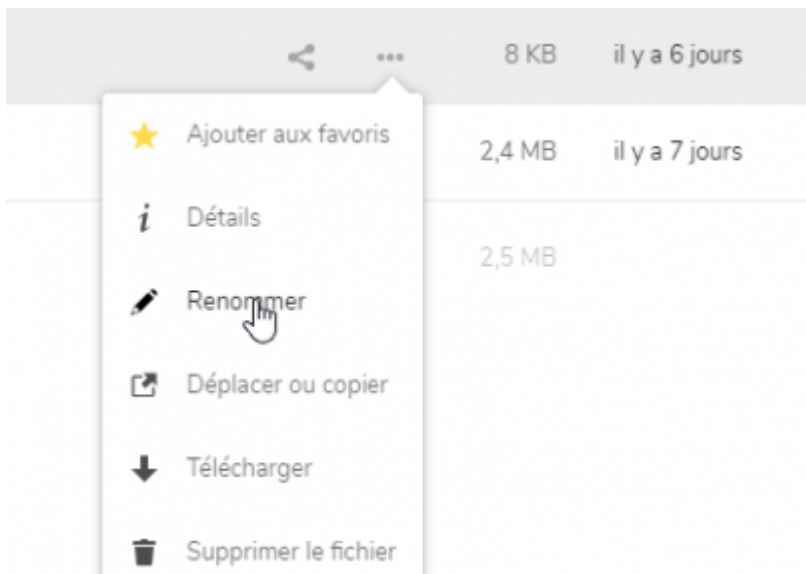 8 KB il y a 6 jours
Ajouter aux favoris
2,4 MB il y a 7 jours
Détails
2,5 MB
Renommer
Déplacer ou copier
Télécharger
Supprimer le fichier